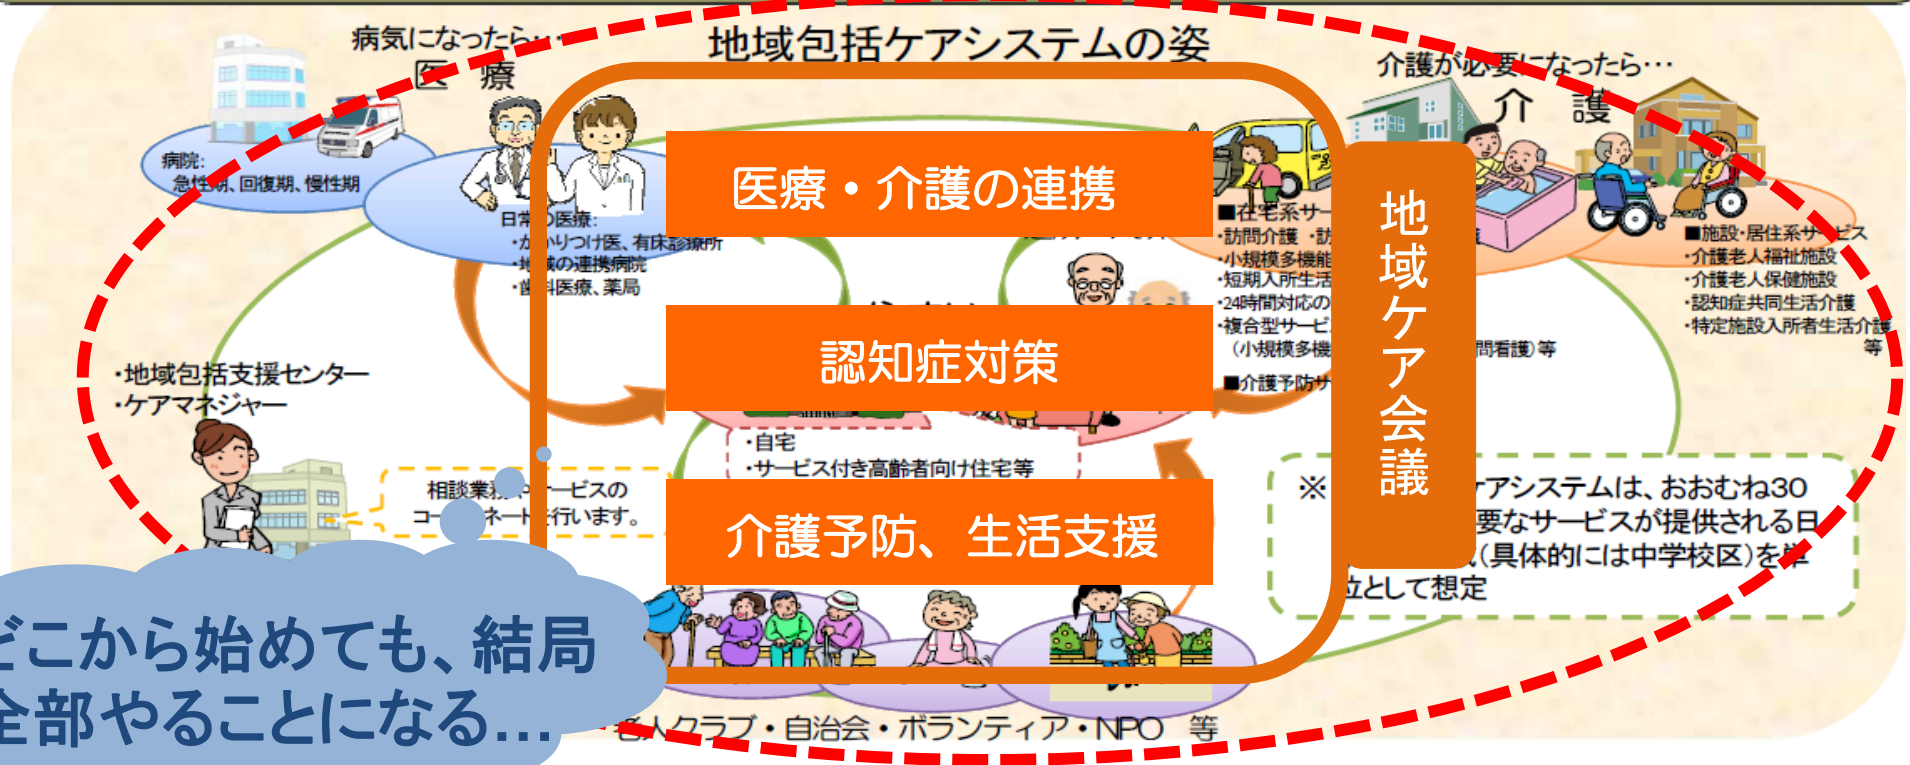 病気になったら…
医 療
地域包括ケアシステムの姿
介護が必要になったら…
介 護
病院:
急性期、回復期、慢性期
日常の医療:
・かかりつけ医、有床診療所
・地域の連携病院
・歯科医療、薬局
医療・介護の連携
認知症対策
介護予防、生活支援
地域ケア会議
■在宅系サー
・訪問介護 ・訪
・小規模多機能
・短期入所生活
・24時間対応の
・複合型サービ
(小規模多機
問看護)等
■介護予防サ
■施設・居住系サービス
・介護老人福祉施設
・介護老人保健施設
・認知症共同生活介護
・特定施設入所者生活介護
等
・地域包括支援センター
・ケアマネジャー
相談業務やサービスの
コーディネートを行います。
・自宅
・サービス付き高齢者向け住宅等
※
ケアシステムは、おおむね30
要なサービスが提供される日
(具体的には中学校区)を単
位として想定
どこから始めても、結局
全部やることになる…
老人クラブ・自治会・ボランティア・NPO 等